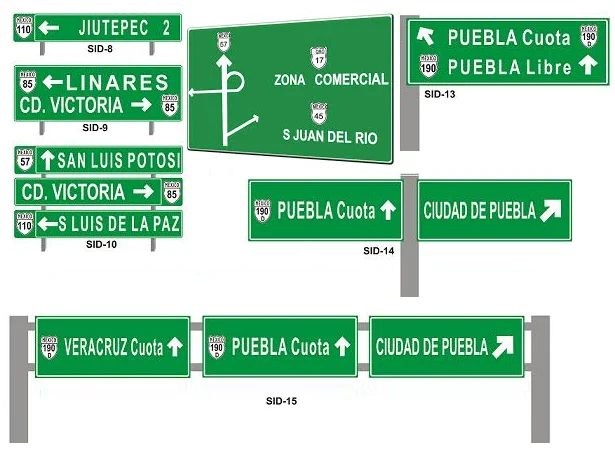 MEXICO 110 JIUTEPEC 2
SID-8
MEXICO 85 LINARES
CD. VICTORIA MEXICO 85
SID-9
MEXICO 57 SAN LUIS POTOSI
CD. VICTORIA MEXICO 85
MEXICO 110 S LUIS DE LA PAZ
SID-10
MEXICO 57
QRO 17
ZONA COMERCIAL
MEXICO 45
S JUAN DEL RIO
PUEBLA Cuota MEXICO 190 D
MEXICO 190 PUEBLA Libre
SID-13
MEXICO 190 D PUEBLA Cuota
CIUDAD DE PUEBLA
SID-14
MEXICO 190 D VERACRUZ Cuota
MEXICO 190 D PUEBLA Cuota
CIUDAD DE PUEBLA
SID-15